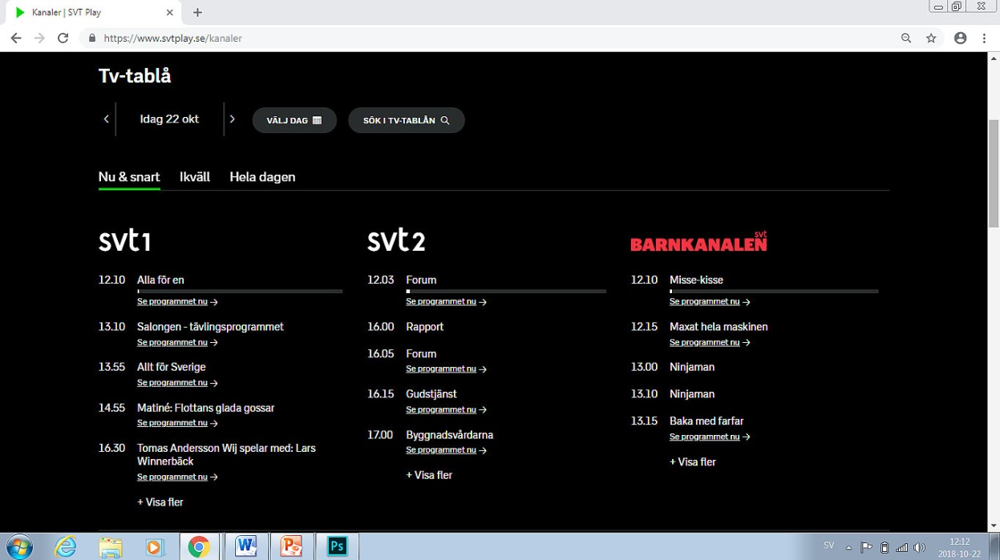 Kanaler | SVT Play
https://www.svtplay.se/kanaler
Tv-tablå
Idag 22 okt
VÄLJ DAG
SÖK I TV-TABLÅN
Nu & snart
Ikväll
Hela dagen
svt1
12.10 Alla för en
Se programmet nu →
13.10 Salongen - tävlingsprogrammet
Se programmet nu →
13.55 Allt för Sverige
Se programmet nu →
14.55 Matiné: Flottans glada gossar
Se programmet nu →
16.30 Tomas Andersson Wij spelar med: Lars
Winnerbäck
Se programmet nu →
+ Visa fler
svt2
12.03 Forum
Se programmet nu →
16.00 Rapport
16.05 Forum
Se programmet nu →
16.15 Gudstjänst
Se programmet nu →
17.00 Byggnadsvårdarna
Se programmet nu →
+ Visa fler
svt
BARNKANALEN
12.10 Misse-kisse
Se programmet nu →
12.15 Maxat hela maskinen
Se programmet nu →
13.00 Ninjaman
13.10 Ninjaman
13.15 Baka med farfar
Se programmet nu →
+ Visa fler
W
P
Ps
SV
12:12
2018-10-22